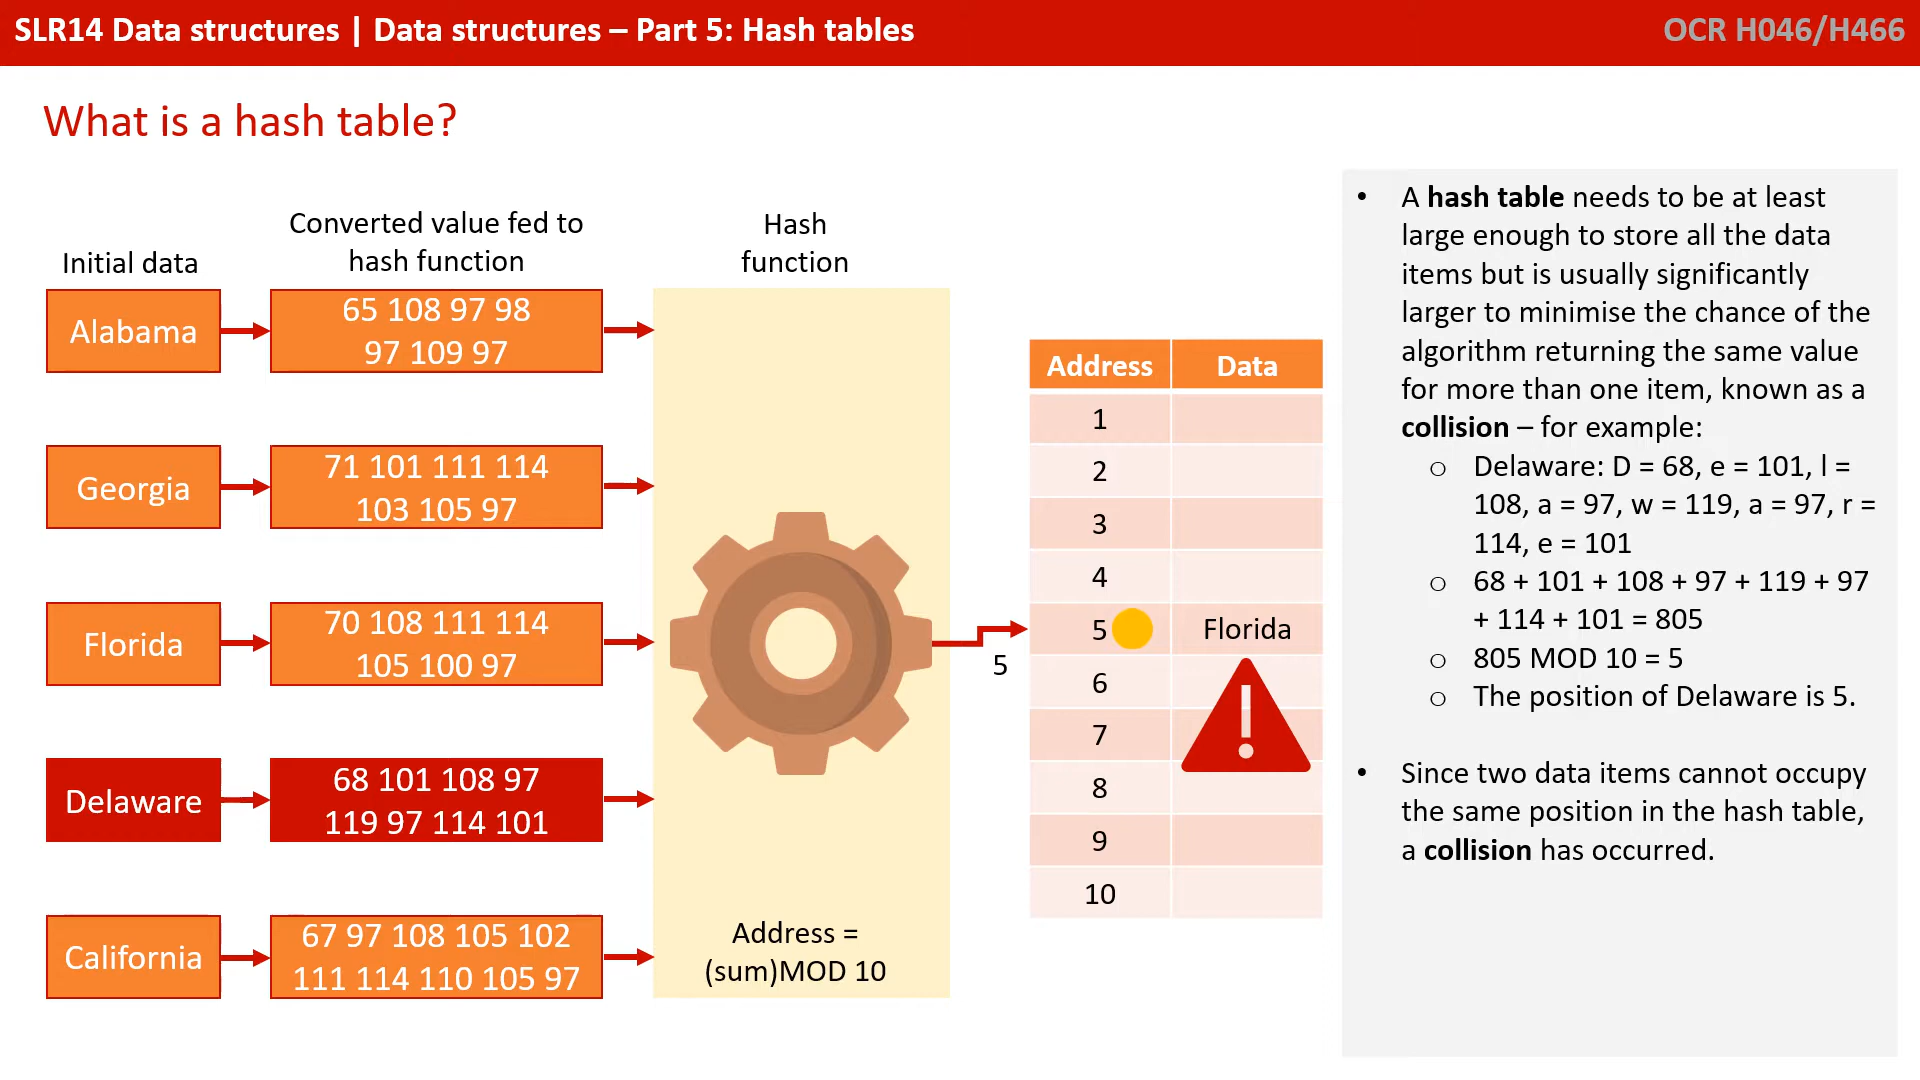 SLR14 Data structures | Data structures – Part 5: Hash tables
OCR H046/H466
What is a hash table?
Initial data
Converted value fed to
hash function
Hash
function
Alabama
65 108 97 98
97 109 97
Georgia
71 101 111 114
103 105 97
Florida
70 108 111 114
105 100 97
Delaware
68 101 108 97
119 97 114 101
California
67 97 108 105 102
111 114 110 105 97
Address =
(sum)MOD 10
5
Address Data
1
2
3
4
5 Florida
6
7
8
9
10
• A hash table needs to be at least
large enough to store all the data
items but is usually significantly
larger to minimise the chance of the
algorithm returning the same value
for more than one item, known as a
collision – for example:
o Delaware: D = 68, e = 101, l =
108, a = 97, w = 119, a = 97, r =
114, e = 101
o 68 + 101 + 108 + 97 + 119 + 97
+ 114 + 101 = 805
o 805 MOD 10 = 5
o The position of Delaware is 5.
• Since two data items cannot occupy
the same position in the hash table,
a collision has occurred.